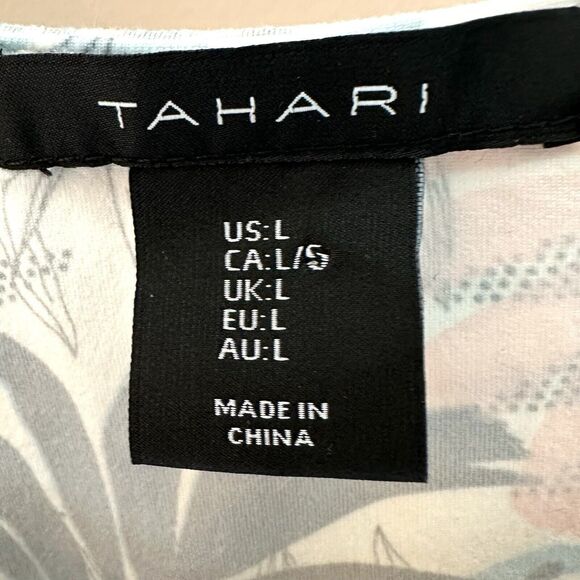 TAHARI
US:L
CA:L/G
UK:L
EU:L
AU:L
MADE IN
CHINA